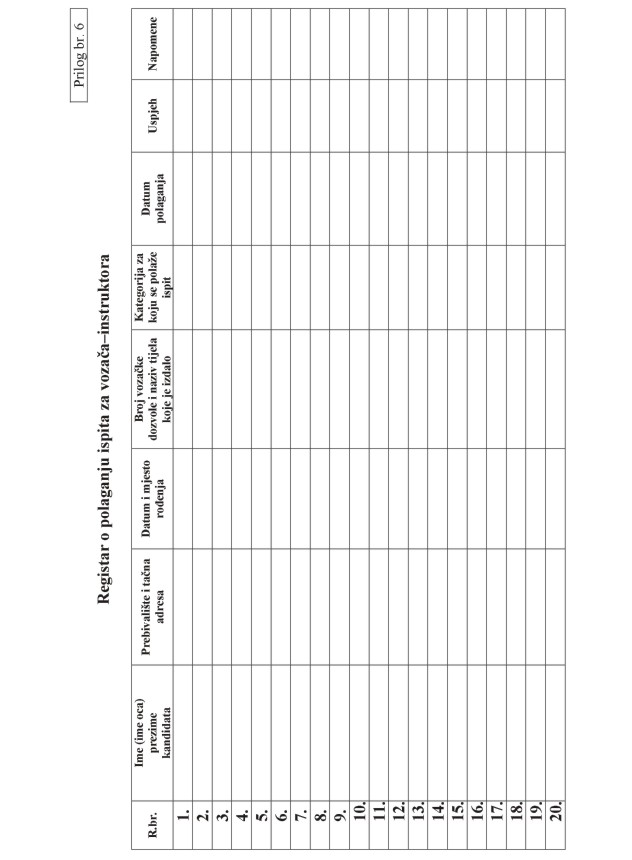 Prilog br. 6
Registar o polaganju ispita za vozača–instruktora
R.br.
Ime (ime oca)
prezime
kandidata
Prebivalište i tačna
adresa
Datum i mjesto
rođenja
Broj vozačke
dozvole i naziv tijela
koje je izdalo
Kategorija za
koju se polaže
ispit
Datum
polaganja
Uspjeh
Napomene
1.
2.
3.
4.
5.
6.
7.
8.
9.
10.
11.
12.
13.
14.
15.
16.
17.
18.
19.
20.